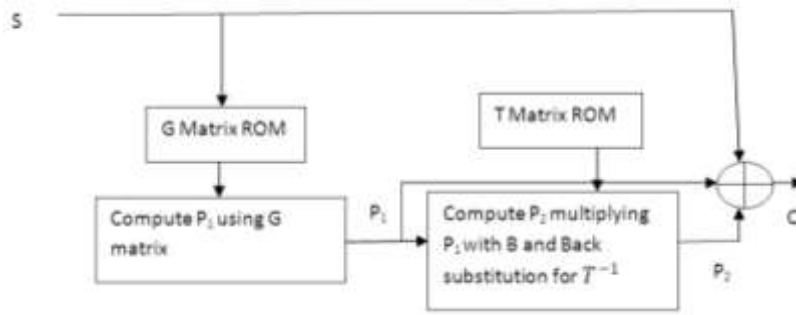 S
G Matrix ROM
T Matrix ROM
Compute P₁ using G
matrix
P₁
Compute P₂ multiplying
P₁ with B and Back
substitution for T⁻¹
P₂